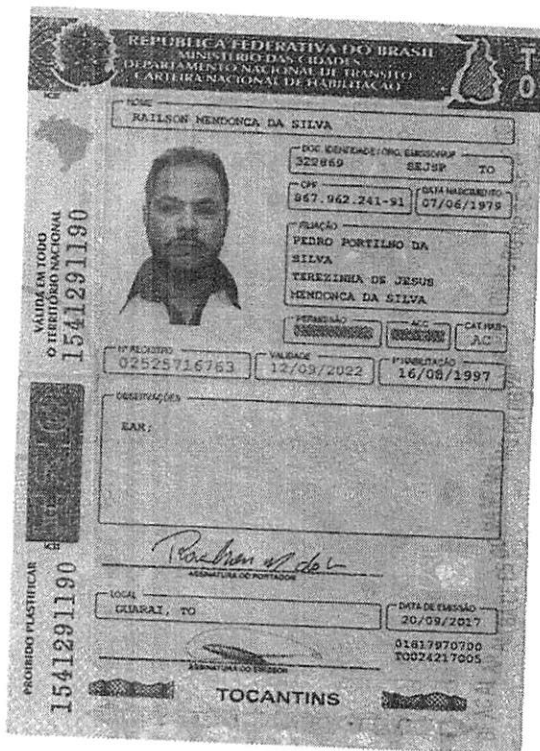 REPÚBLICA FEDERATIVA DO BRASIL
MINISTÉRIO DAS CIDADES
DEPARTAMENTO NACIONAL DE TRÂNSITO
CARTEIRA NACIONAL DE HABILITAÇÃO
TO
NOME
RAILSON MENDONCA DA SILVA
DOC. IDENTIDADE / ORG. EMISSOR/UF
322869 SEJSP TO
CPF
867.962.241-91
DATA NASCIMENTO
07/06/1979
FILIAÇÃO
PEDRO PORTILHO DA
SILVA
TEREZINHA DE JESUS
MENDONCA DA SILVA
PERMISSÃO
ACC
CAT. HAB.
AC
Nº REGISTRO
02525716763
VALIDADE
12/09/2022
1ª HABILITAÇÃO
16/08/1997
OBSERVAÇÕES
EAR;
ASSINATURA DO PORTADOR
LOCAL
GUARAI, TO
DATA DE EMISSÃO
20/09/2017
01817970700
TO024217005
ASSINATURA DO EMISSOR
TOCANTINS
VÁLIDA EM TODO
O TERRITÓRIO NACIONAL
1541291190
PROIBIDO PLASTIFICAR
1541291190